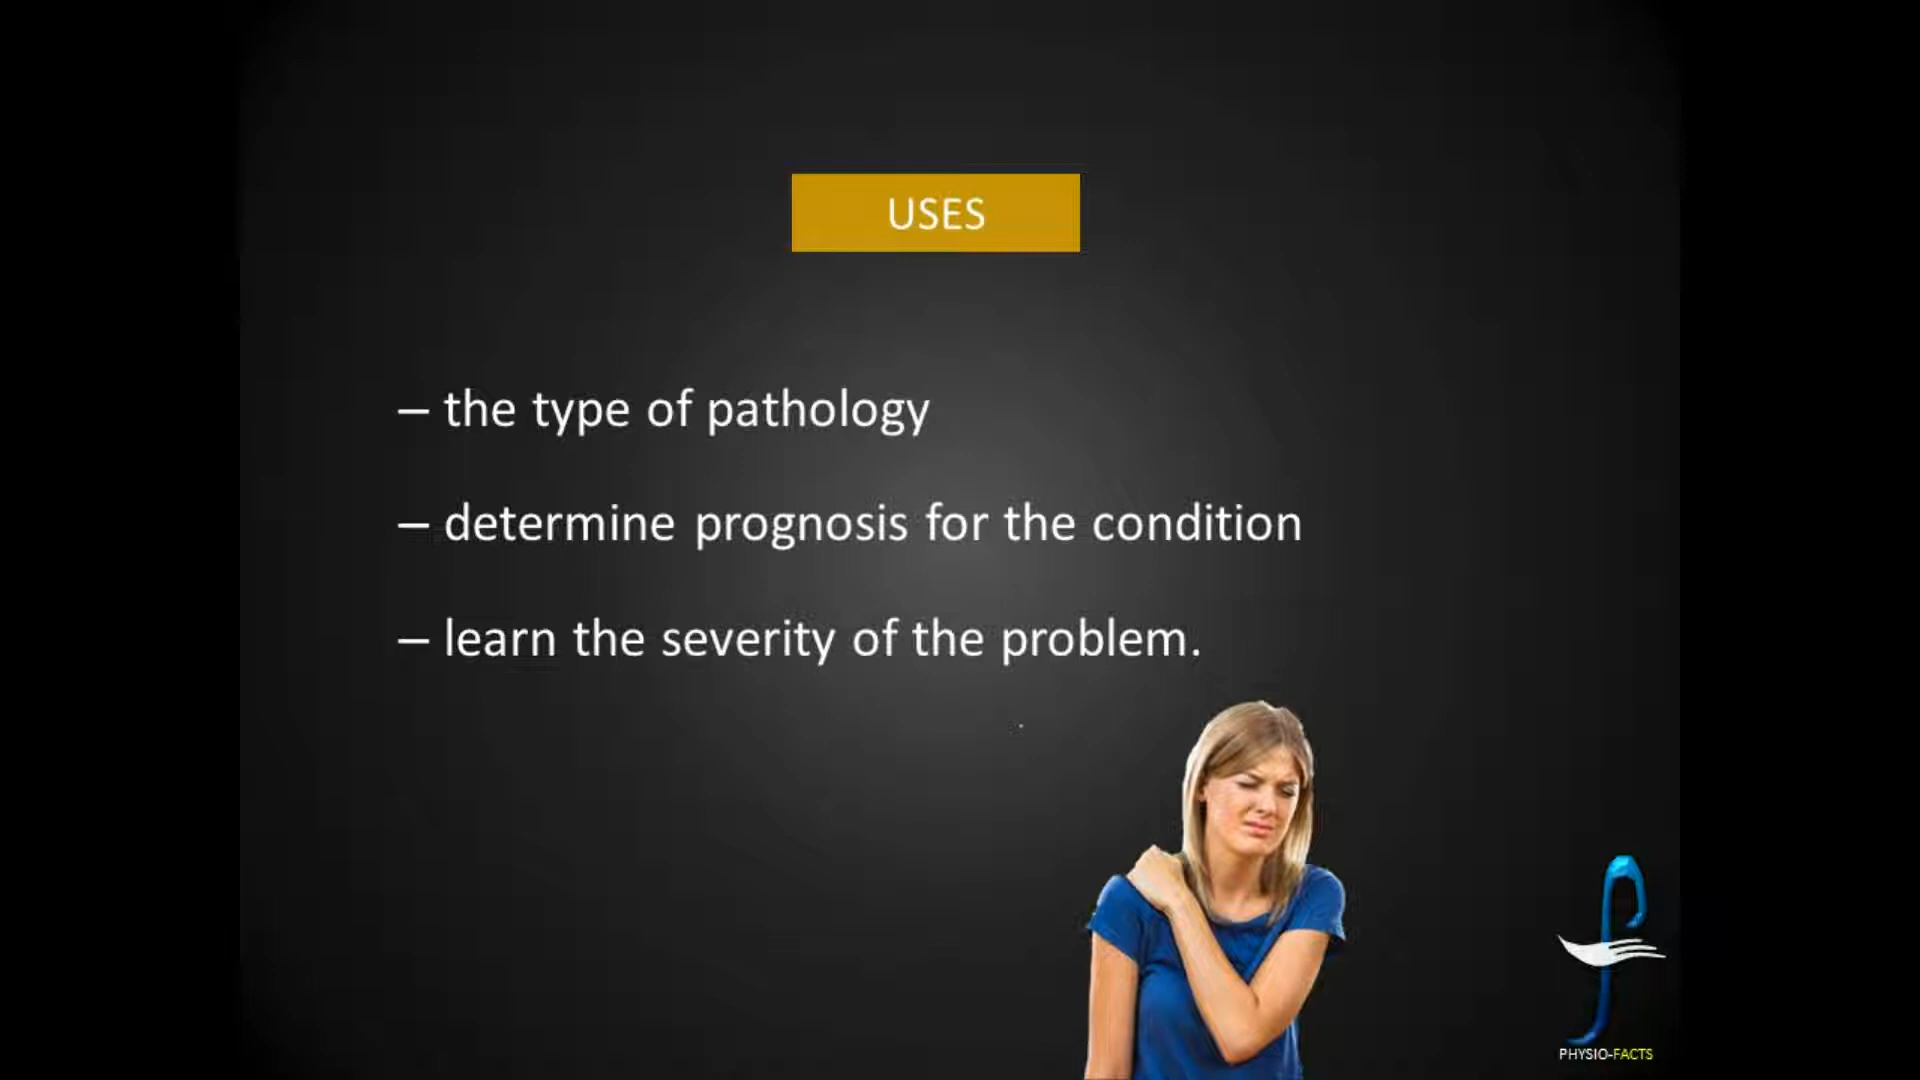 USES
– the type of pathology
– determine prognosis for the condition
– learn the severity of the problem.
PHYSIO-FACTS